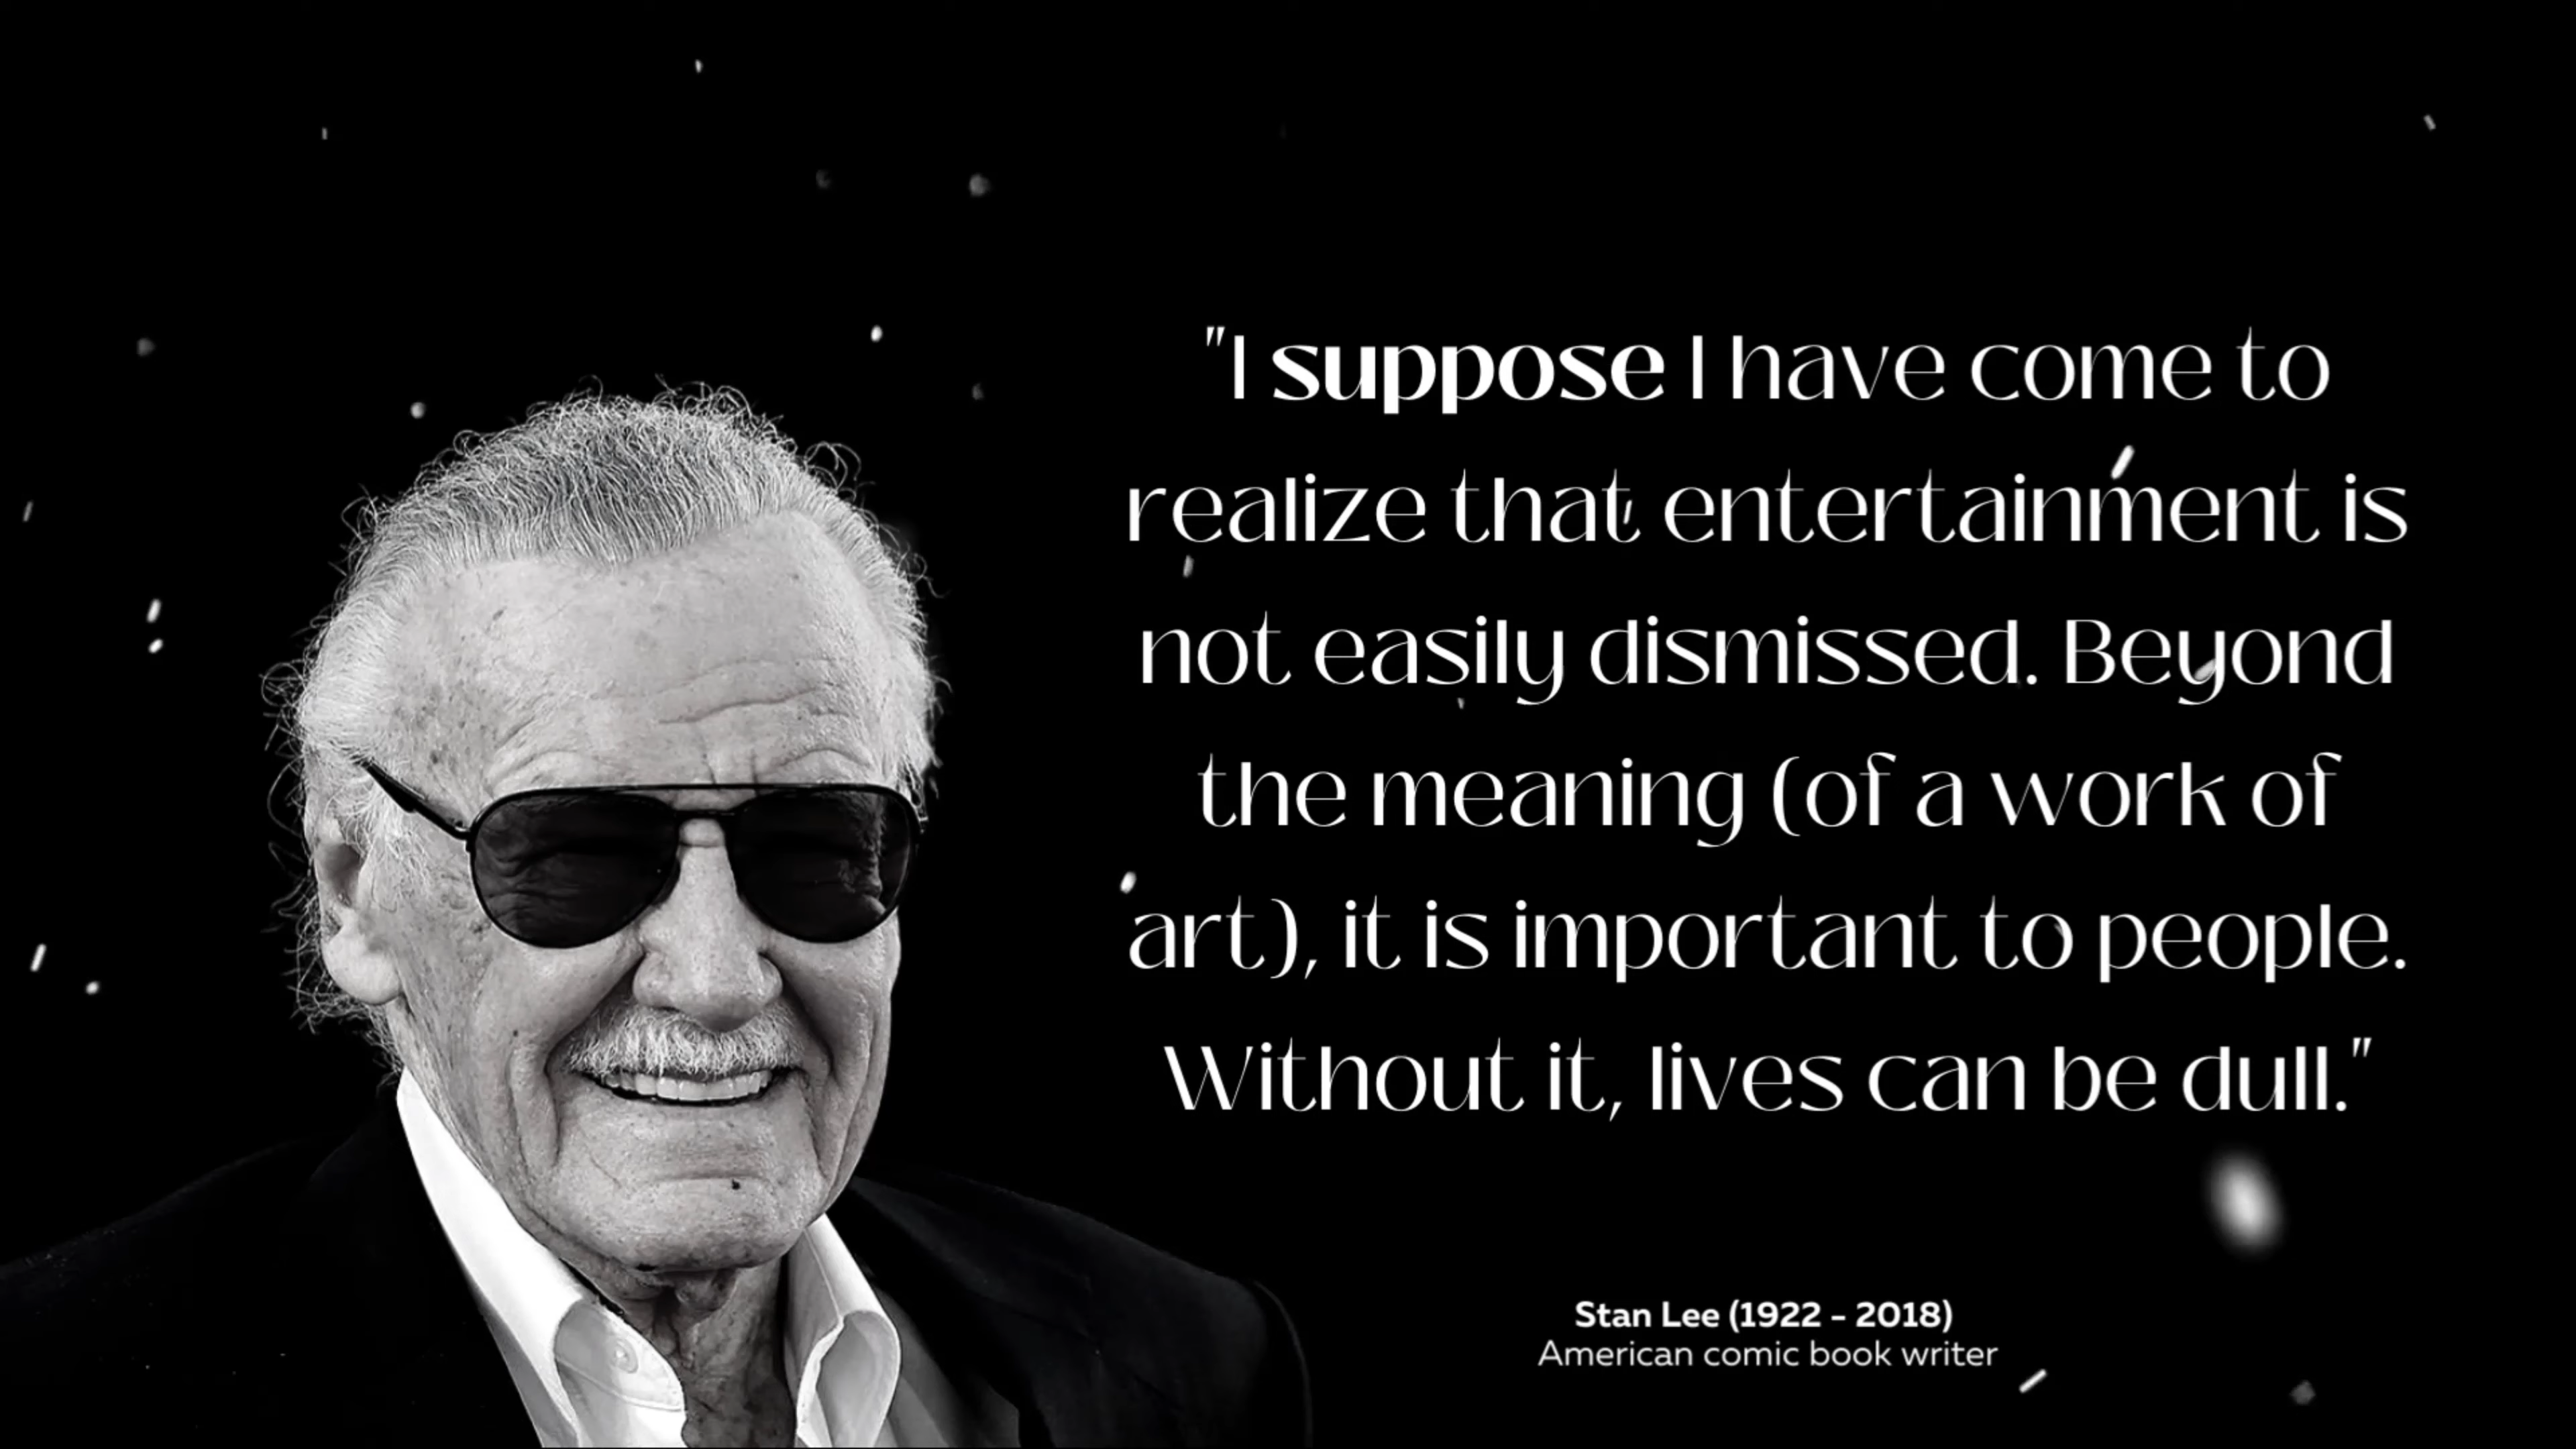 "I suppose I have come to
realize that entertainment is
not easily dismissed. Beyond
the meaning (of a work of
art), it is important to people.
Without it, lives can be dull."
Stan Lee (1922 - 2018)
American comic book writer